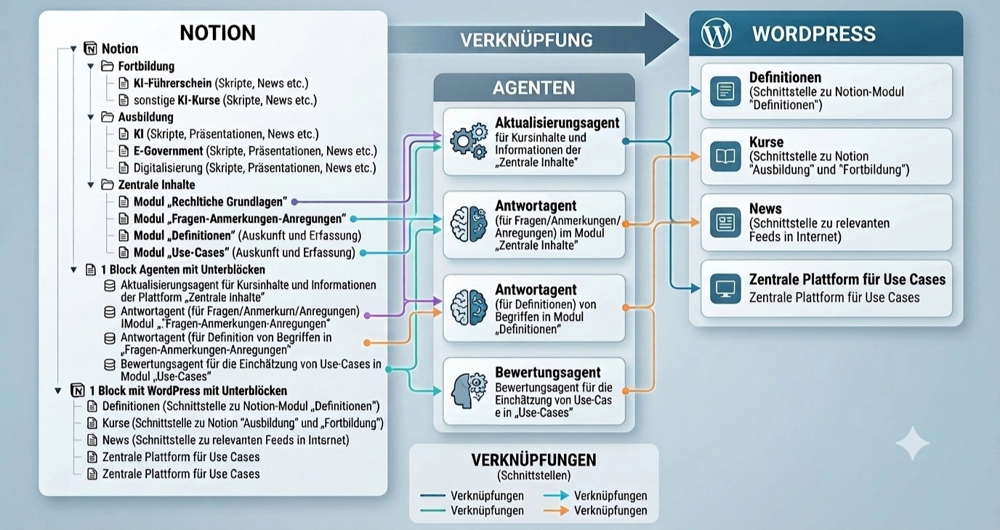 NOTION
Notion
Fortbildung
KI-Führerschein (Skripte, News etc.)
sonstige KI-Kurse (Skripte, News etc.)
Ausbildung
KI (Skripte, Präsentationen, News etc.)
E-Government (Skripte, Präsentationen, News etc.)
Digitalisierung (Skripte, Präsentationen, News etc.)
Zentrale Inhalte
Modul „Rechltiche Grundlagen"
Modul „Fragen-Anmerkungen-Anregungen"
Modul „Definitionen" (Auskunft und Erfassung)
Modul „Use-Cases" (Auskunft und Erfassung)
1 Block Agenten mit Unterblöcken
Aktualisierungsagent für Kursinhalte und Informationen
der Plattform „Zentrale inhalte"
Antwortagent (für Fragen/Anmerkurn/Anregungen)
IModul „."Fragen-Anmerkungen-Anregungen"
Antwortagent (für Definition von Begriffen in
„Fragen-Anmerkungen-Anregungen"
Bewertungsagent für die Einchätzung von Use-Cases in
Modul „Use-Cases"
1 Block mit WordPress mit Unterblöcken
Definitionen (Schnittstelle zu Notion-Modul „Definitionen")
Kurse (Schnittstelle zu Notion "Ausbildung" und „Fortbildung")
News (Schnittstelle zu relevanten Feeds in Intsrnet)
Zentrale Plattform für Use Cases
Zentrale Plattform für Use Cases
VERKNÜPFUNG
AGENTEN
Aktualisierungsagent
für Kursinhalte und
Informationen der
„Zentrale Inhalte"
Antwortagent
(für Fragen/Anmerkungen/
Anregungen) im Modul
„Zentrale Inhalte"
Antwortagent
(für Definitionen) von
Begriffen in Modul
„Definitionen"
Bewertungsagent
Bewertungsagent für die
Einchätzung von Use-Cas
e in „Use-Cases"
VERKNÜPFUNGEN
(Schnittstellen)
Verknüpfungen
Verknüpfungen
Verknüpfungen
Verknüpfungen
WORDPRESS
Definitionen
(Schnittstelle zu Notion-Modul
"Definitionen")
Kurse
(Schnittstelle zu Notion
"Ausbildung" und "Fortbildung")
News
(Schnittstelle zu relevanten
Feeds in Internet)
Zentrale Plattform für Use Cases
Zentrale Plattform für Use Cases